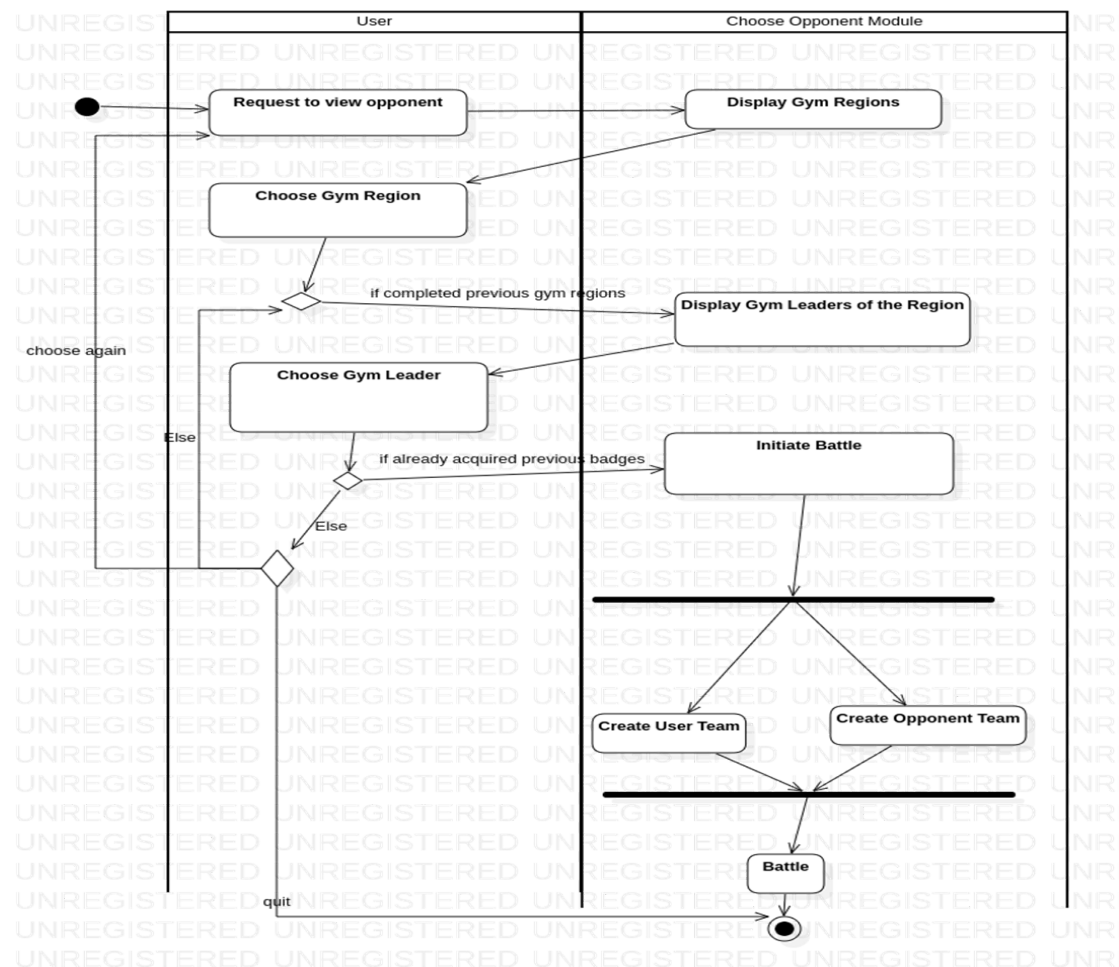 User
Choose Opponent Module
Request to view opponent
Display Gym Regions
Choose Gym Region
if completed previous gym regions
Display Gym Leaders of the Region
choose again
Choose Gym Leader
Else
Initiate Battle
if already acquired previous badges
Else
Create User Team
Create Opponent Team
Battle
quit
UNREGISTERED